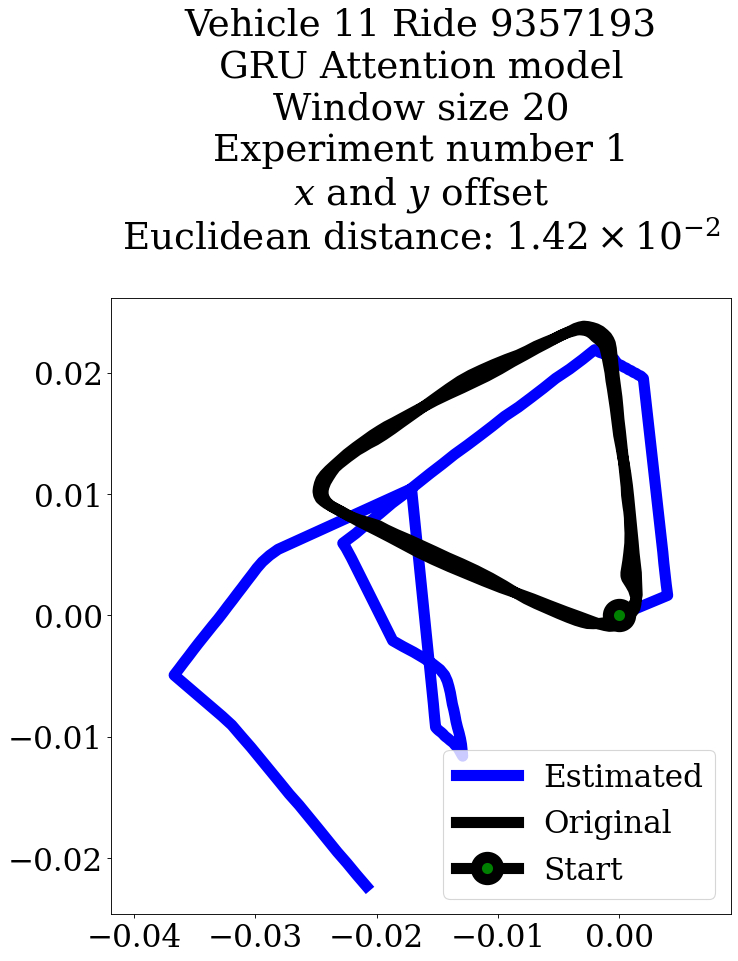 Vehicle 11 Ride 9357193
GRU Attention model
Window size 20
Experiment number 1
x and y offset
Euclidean distance: 1.42 × 10⁻²
0.02
0.01
0.00
−0.01
−0.02
−0.04
−0.03
−0.02
−0.01
0.00
Estimated
Original
Start